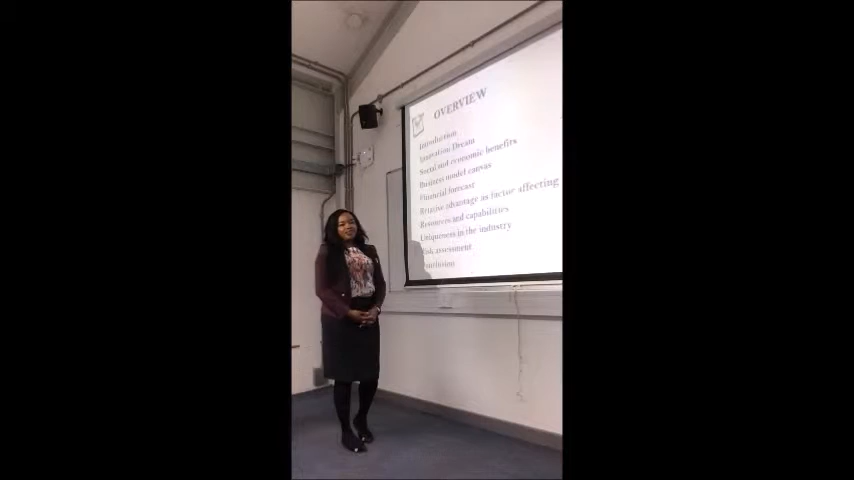 OVERVIEW
Introduction
Innovation Dream
Social and economic benefits
Business model canvas
Financial forecast
Relative advantage as factor affecting
Resources and capabilities
Uniqueness in the industry
Risk assessment
Conclusion